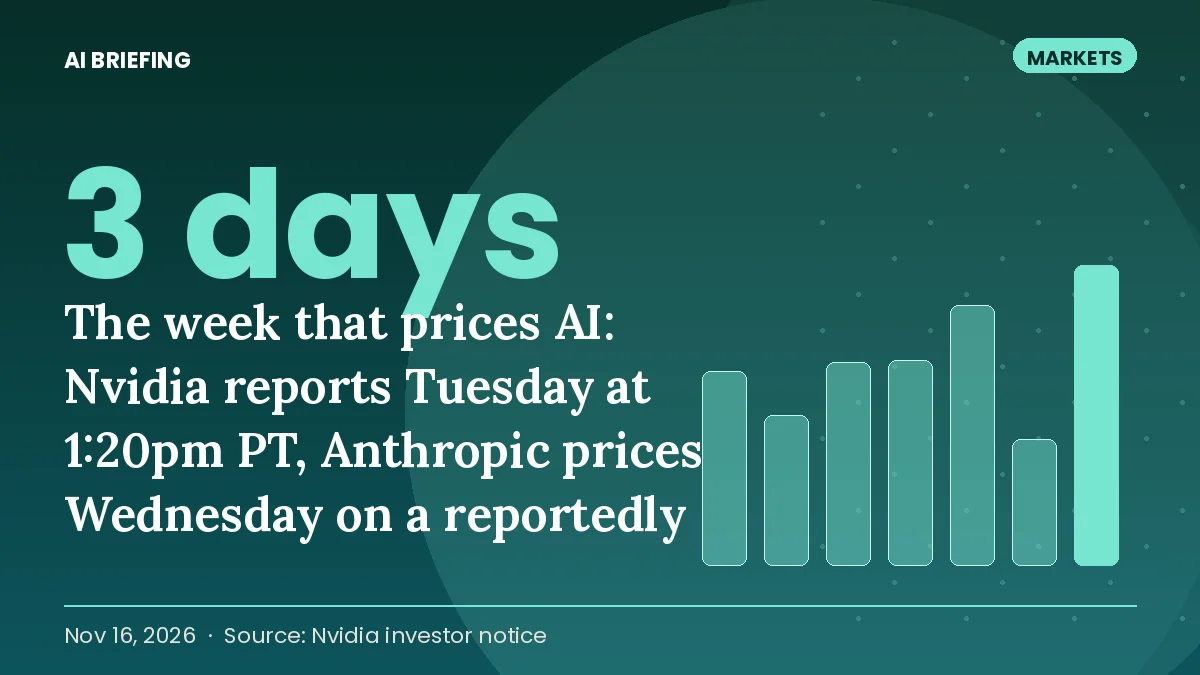 AI BRIEFING
MARKETS
3 days
The week that prices AI:
Nvidia reports Tuesday at
1:20pm PT, Anthropic prices
Wednesday on a reportedly
Nov 16, 2026 · Source: Nvidia investor notice